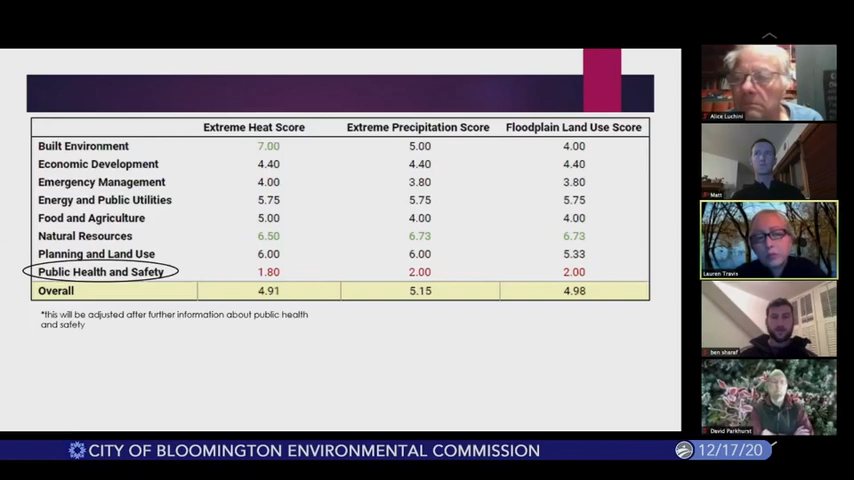 Extreme Heat Score Extreme Precipitation Score Floodplain Land Use Score
Built Environment 7.00 5.00 4.00
Economic Development 4.40 4.40 4.40
Emergency Management 4.00 3.80 3.80
Energy and Public Utilities 5.75 5.75 5.75
Food and Agriculture 5.00 4.00 4.00
Natural Resources 6.50 6.73 6.73
Planning and Land Use 6.00 6.00 5.33
Public Health and Safety 1.80 2.00 2.00
Overall 4.91 5.15 4.98
*this will be adjusted after further information about public health
and safety
Alice Luchini
Matt
Lauren Travis
ben sharaf
David Parkhurst
CITY OF BLOOMINGTON ENVIRONMENTAL COMMISSION 12/17/20